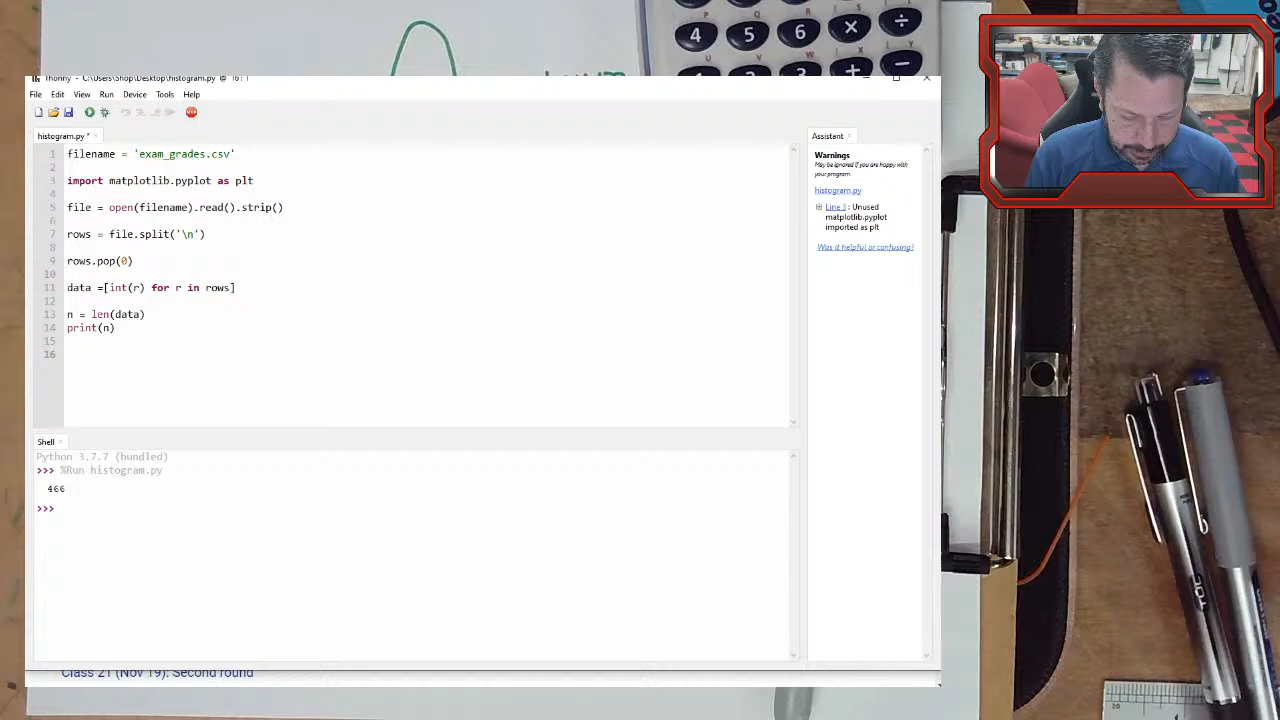 4 5 6 × ÷
Thonny - C:\Users\Shop\Desktop\histogram.py @ 16:1
File Edit View Run Device Tools Help
histogram.py *
Assistant
1 filename = 'exam_grades.csv'
2
3 import matplotlib.pyplot as plt
4
5 file = open(filename).read().strip()
6
7 rows = file.split('\n')
8
9 rows.pop(0)
10
11 data =[int(r) for r in rows]
12
13 n = len(data)
14 print(n)
15
16
Warnings
May be ignored if you are happy with
your program.
histogram.py
Line 3 : Unused
matplotlib.pyplot
imported as plt
Was it helpful or confusing?
Shell
Python 3.7.7 (bundled)
>>> %Run histogram.py
466
>>>
Class 21 (Nov 19): Second round